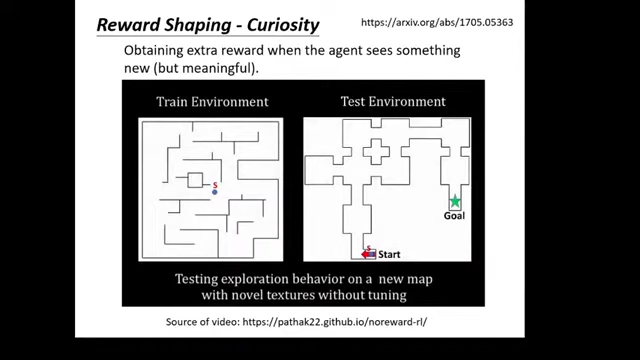 Reward Shaping - Curiosity
https://arxiv.org/abs/1705.05363
Obtaining extra reward when the agent sees something
new (but meaningful).
Train Environment
Test Environment
S
Goal
S
Start
Testing exploration behavior on a new map
with novel textures without tuning
Source of video: https://pathak22.github.io/noreward-rl/